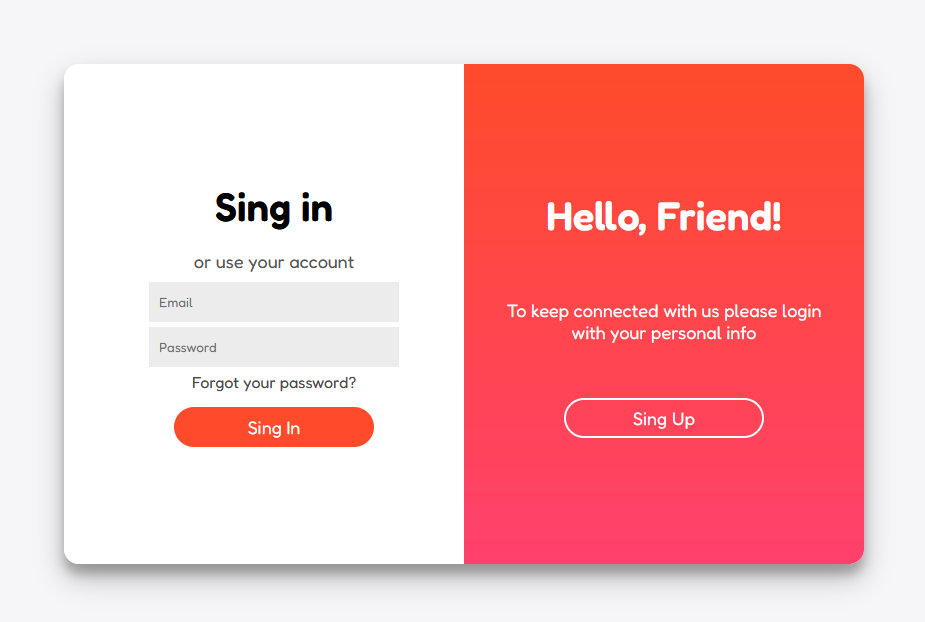 Sing in
or use your account
Email
Password
Forgot your password?
Sing In
Hello, Friend!
To keep connected with us please login
with your personal info
Sing Up